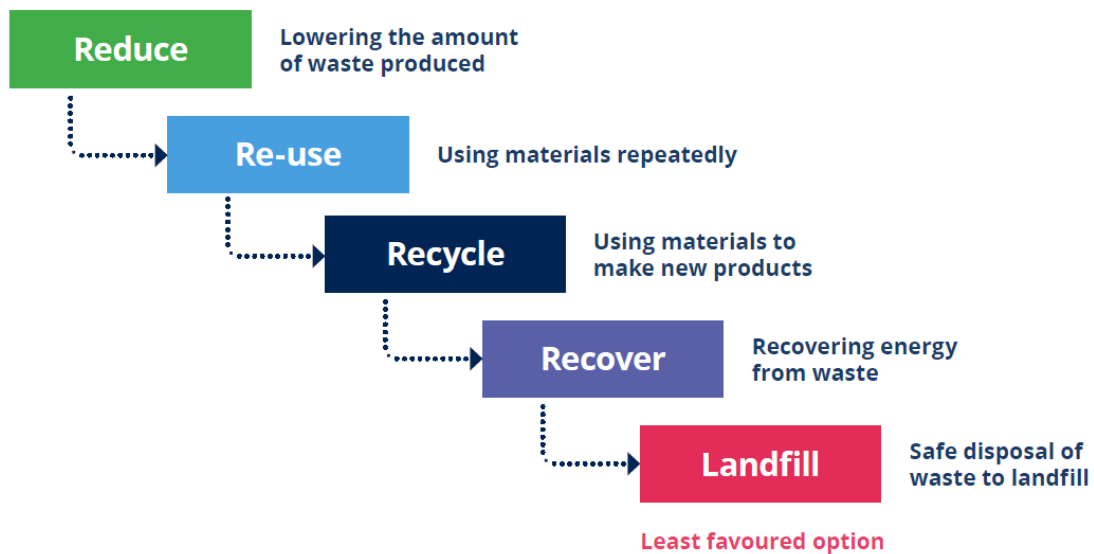 Reduce
Lowering the amount
of waste produced
Re-use
Using materials repeatedly
Recycle
Using materials to
make new products
Recover
Recovering energy
from waste
Landfill
Safe disposal of
waste to landfill
Least favoured option